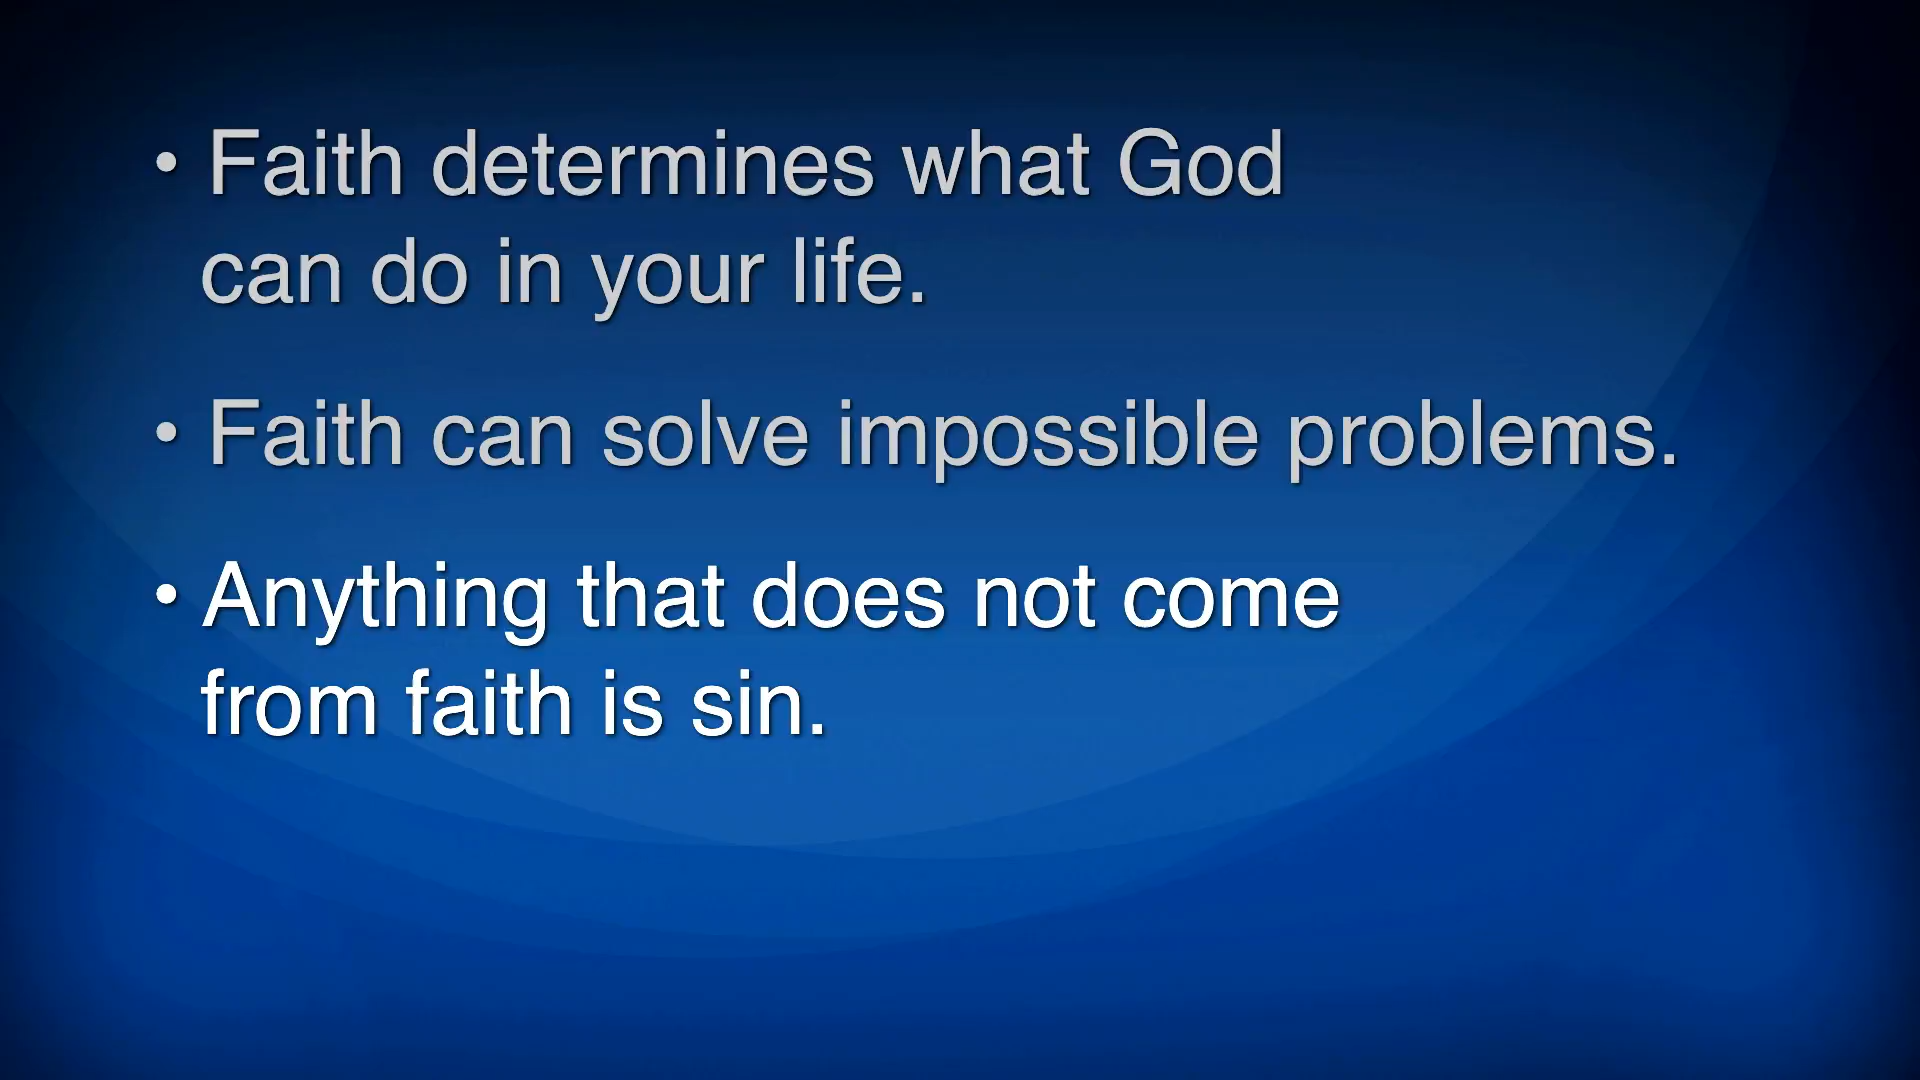 • Faith determines what God
can do in your life.
• Faith can solve impossible problems.
• Anything that does not come
from faith is sin.